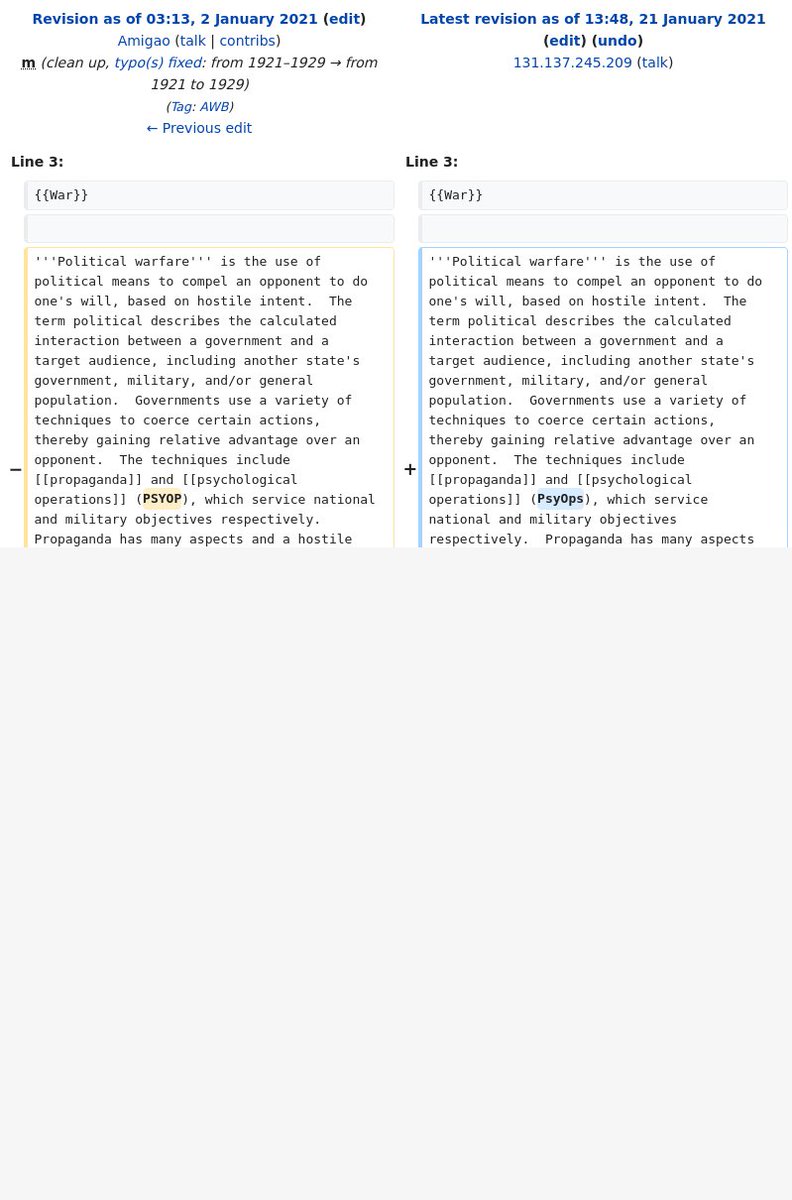 Revision as of 03:13, 2 January 2021 (edit)
Amigao (talk | contribs)
m (clean up, typo(s) fixed: from 1921–1929 → from
1921 to 1929)
(Tag: AWB)
← Previous edit
Line 3:
{{War}}
'''Political warfare''' is the use of
political means to compel an opponent to do
one's will, based on hostile intent.  The
term political describes the calculated
interaction between a government and a
target audience, including another state's
government, military, and/or general
population.  Governments use a variety of
techniques to coerce certain actions,
thereby gaining relative advantage over an
opponent.  The techniques include
− [[propaganda]] and [[psychological
operations]] (PSYOP), which service national
and military objectives respectively.
Propaganda has many aspects and a hostile
Latest revision as of 13:48, 21 January 2021
(edit) (undo)
131.137.245.209 (talk)
Line 3:
{{War}}
'''Political warfare''' is the use of
political means to compel an opponent to do
one's will, based on hostile intent.  The
term political describes the calculated
interaction between a government and a
target audience, including another state's
government, military, and/or general
population.  Governments use a variety of
techniques to coerce certain actions,
thereby gaining relative advantage over an
opponent.  The techniques include
+ [[propaganda]] and [[psychological
operations]] (PsyOps), which service
national and military objectives
respectively.  Propaganda has many aspects